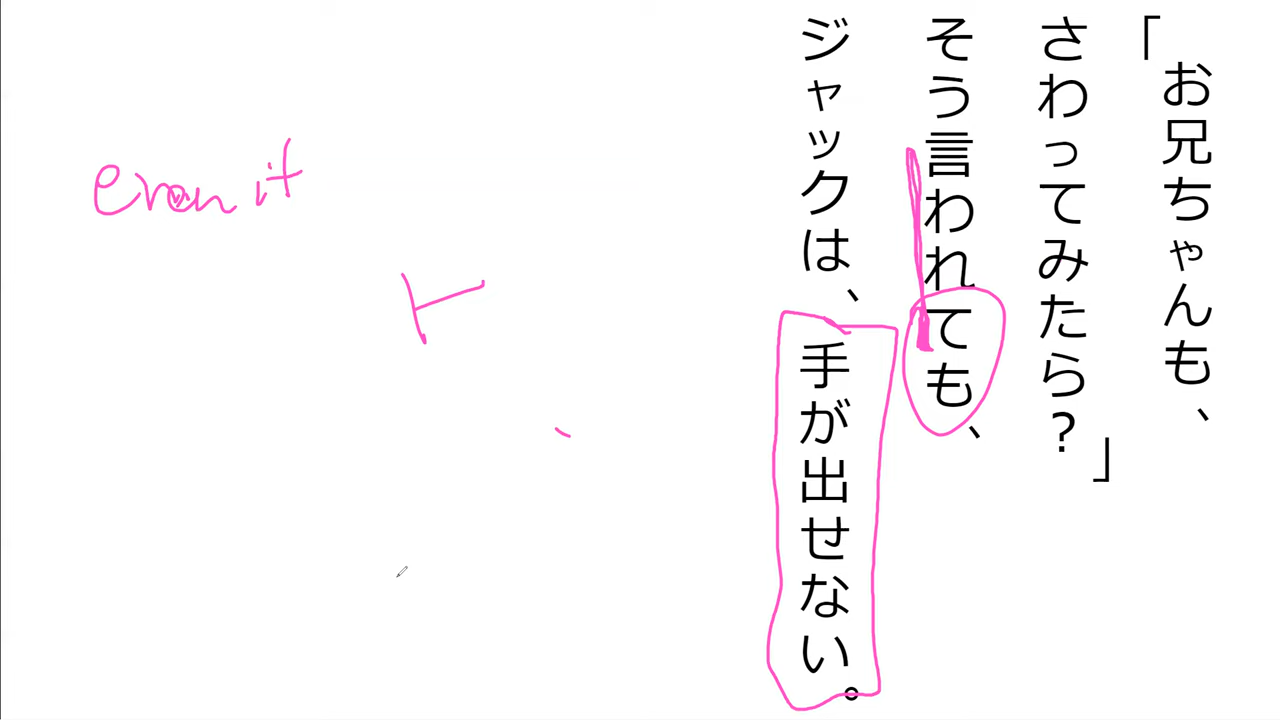 「お兄ちゃんも、
さわってみたら？」
そう言われても、
ジャックは、手が出せない。
even if